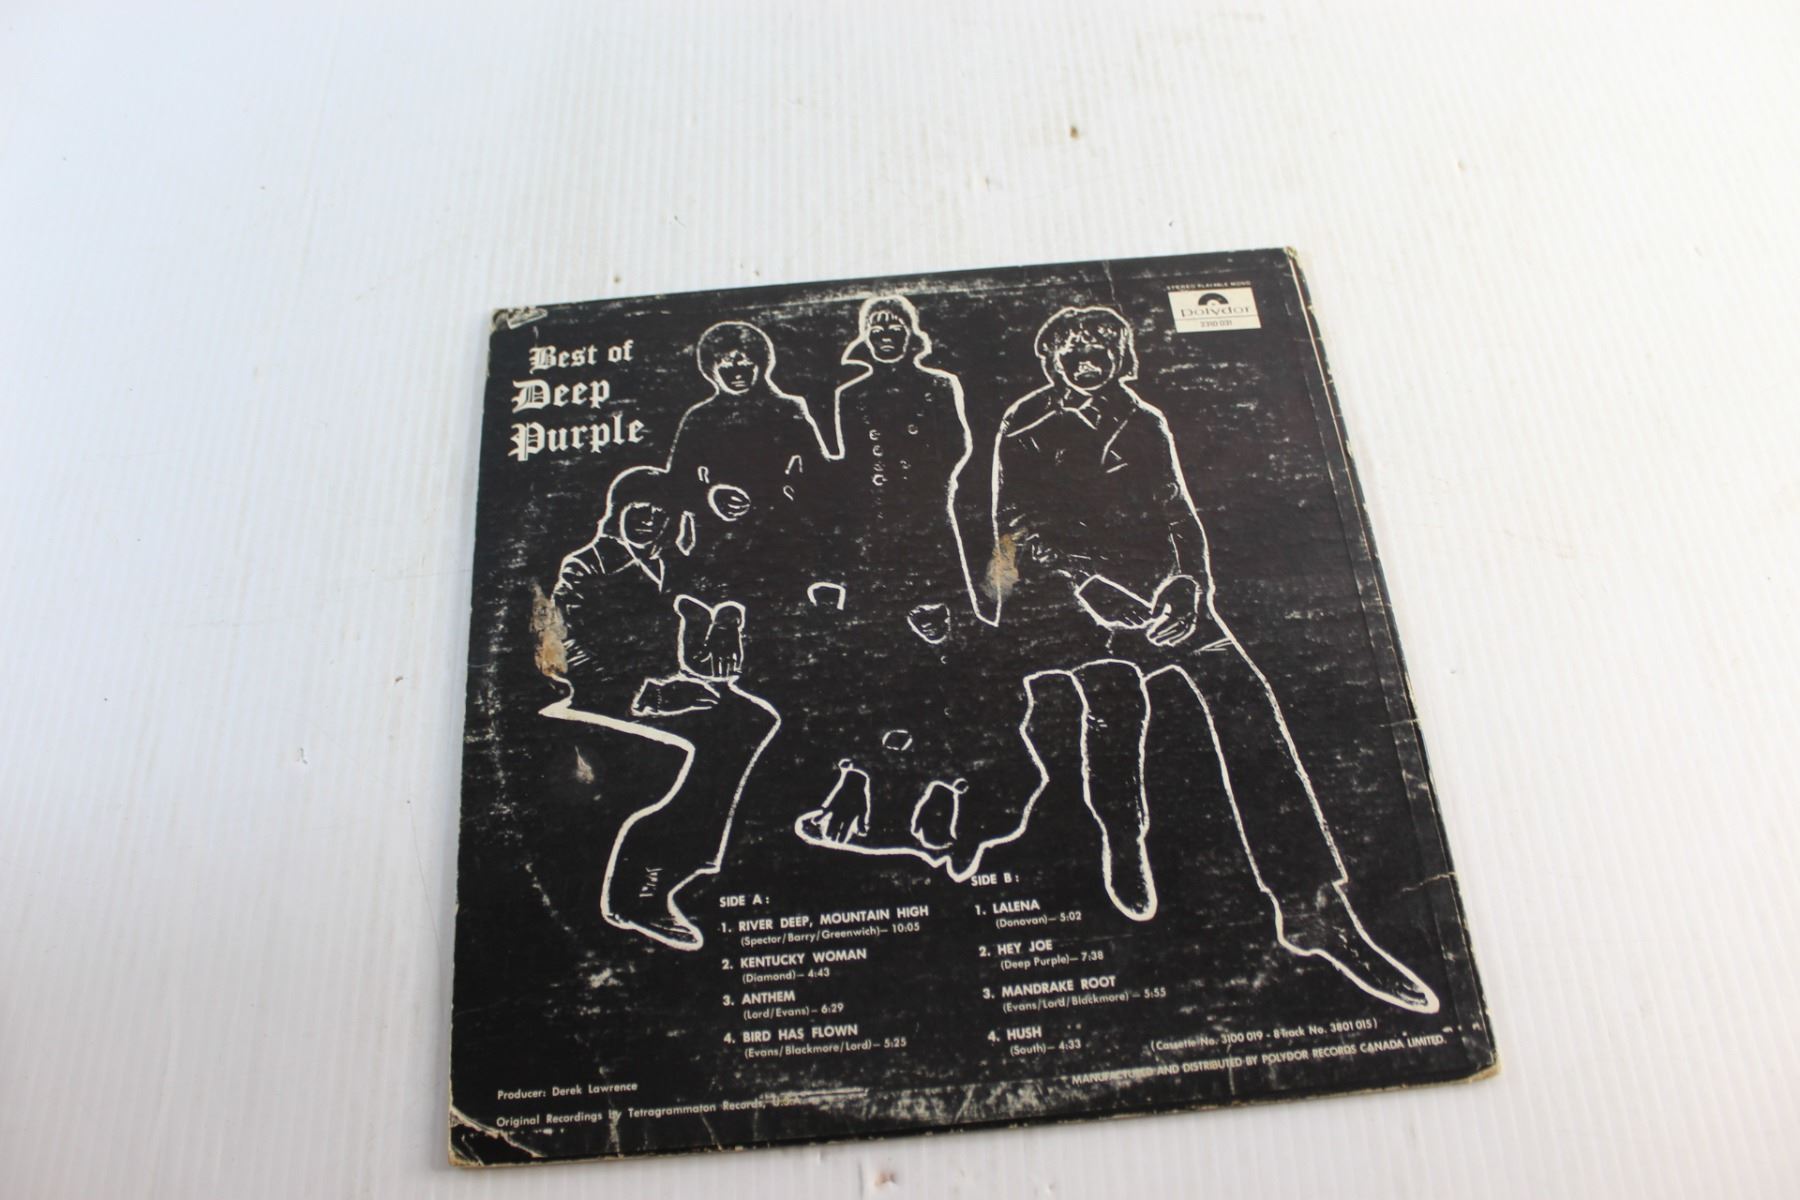 STEREO PLAYABLE MONO
polydor
2310 031
Best of
Deep
Purple
SIDE A:
1. RIVER DEEP, MOUNTAIN HIGH
(Spector/Barry/Greenwich)– 10:05
2. KENTUCKY WOMAN
(Diamond)– 4:43
3. ANTHEM
(Lord/Evans)– 6:29
4. BIRD HAS FLOWN
(Evans/Blackmore/Lord)– 5:25
SIDE B:
1. LALENA
(Donovan)– 5:02
2. HEY JOE
(Deep Purple)– 7:38
3. MANDRAKE ROOT
(Evans/Lord/Blackmore)– 5:55
4. HUSH
(South)– 4:33
(Cassette No. 3100 019 - 8 Track No. 3801 015)
MANUFACTURED AND DISTRIBUTED BY POLYDOR RECORDS CANADA LIMITED.
Producer: Derek Lawrence
Original Recordings by Tetragrammaton Records, U.S.A.